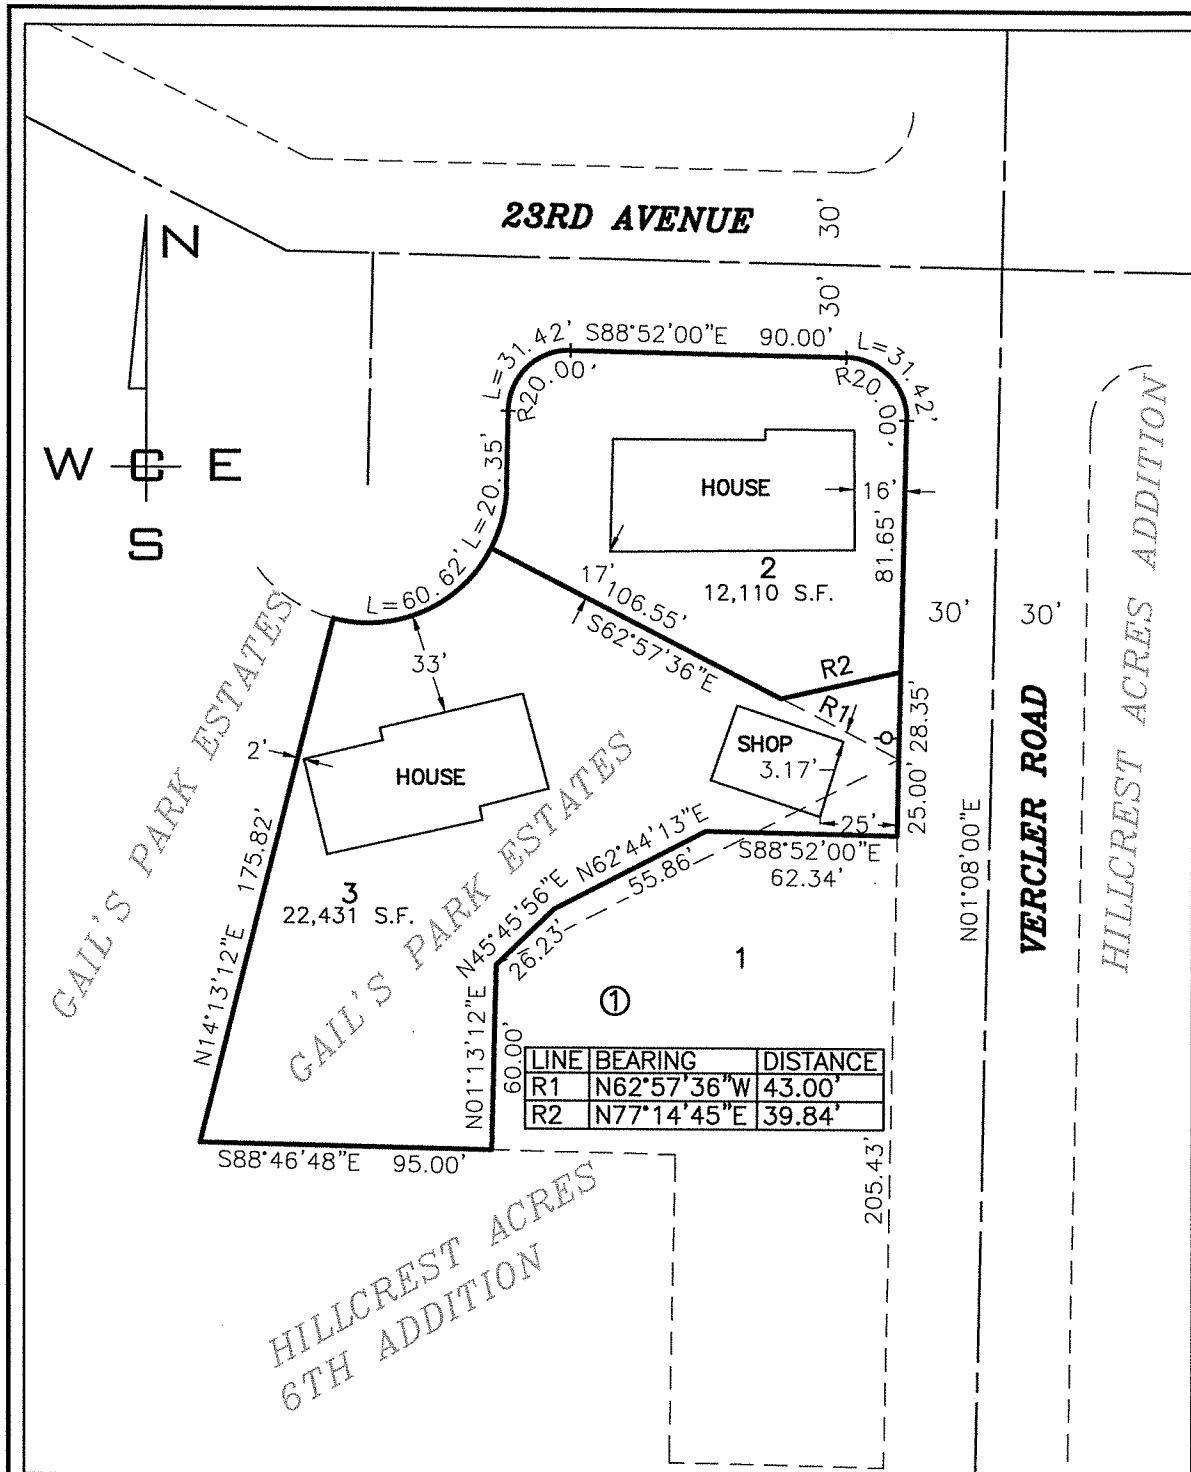 23RD AVENUE
30'
30'
N
W C E
S
S88°52'00"E 90.00'
L=31.42'
R20.00'
L=31.42'
R20.00'
L=20.35'
HOUSE
16'
81.65'
2
12,110 S.F.
17'
106.55'
S62°57'36"E
L=60.62'
33'
R2
R1
30'
30'
28.35'
25.00'
SHOP
3.17'
25'
2'
HOUSE
175.82'
N14°13'12"E
3
22,431 S.F.
N62°44'13"E
55.86'
N45°45'56"E
26.23'
S88°52'00"E
62.34'
N01°08'00"E
VERCLER ROAD
HILLCREST ACRES ADDITION
GAIL'S PARK ESTATES
GAIL'S PARK ESTATES
1
1
N01°13'12"E
60.00'
LINE BEARING DISTANCE
R1 N62°57'36"W 43.00'
R2 N77°14'45"E 39.84'
S88°46'48"E 95.00'
205.43'
HILLCREST ACRES
6TH ADDITION